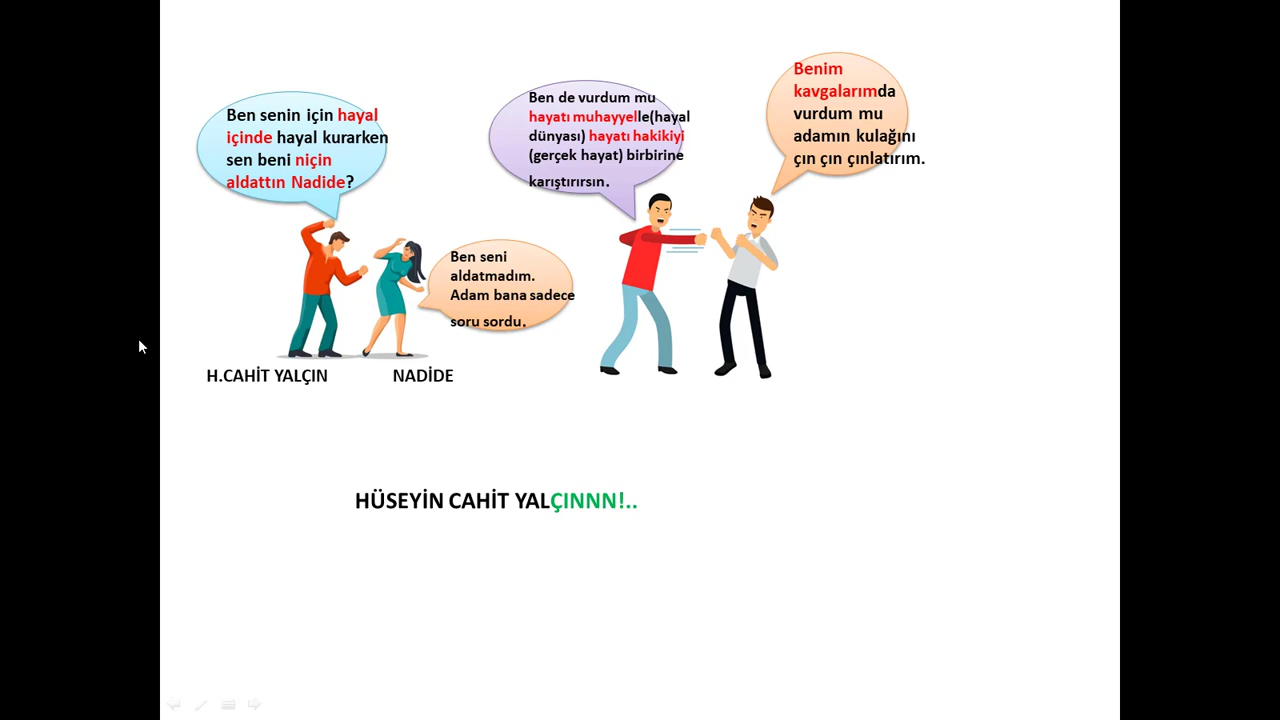 Ben senin için hayal
içinde hayal kurarken
sen beni niçin
aldattın Nadide?
Ben seni
aldatmadım.
Adam bana sadece
soru sordu.
H.CAHİT YALÇIN
NADİDE
Ben de vurdum mu
hayatı muhayyelle(hayal
dünyası) hayatı hakikiyi
(gerçek hayat) birbirine
karıştırırsın.
Benim
kavgalarımda
vurdum mu
adamın kulağını
çın çın çınlatırım.
HÜSEYİN CAHİT YALÇINNN!..